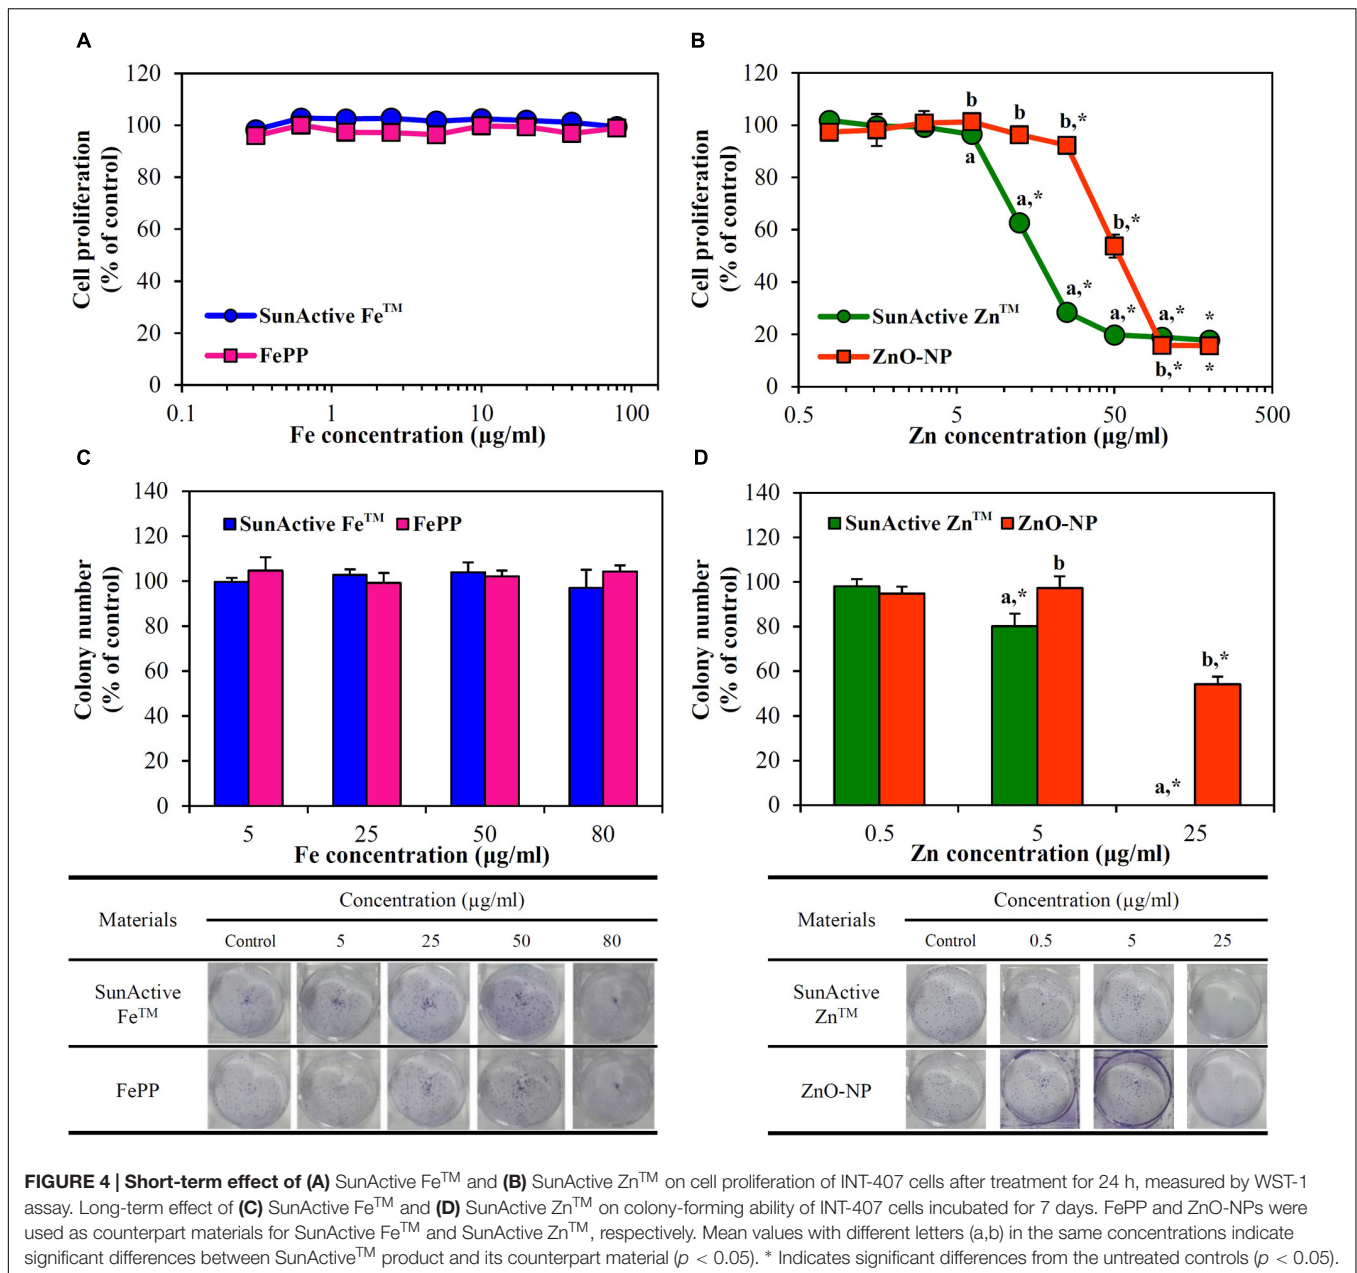 A
120
100
80
60
40
20
0
Cell proliferation
(% of control)
SunActive Fe™
FePP
0.1 1 10 100
Fe concentration (µg/ml)
B
120
100
80
60
40
20
0
Cell proliferation
(% of control)
b
b
b,*
a
a,*
b,*
a,*
a,*
a,*
*
b,*
*
SunActive Zn™
ZnO-NP
0.5 5 50 500
Zn concentration (µg/ml)
C
140
120
100
80
60
40
20
0
Colony number
(% of control)
SunActive Fe™ FePP
5 25 50 80
Fe concentration (µg/ml)
D
140
120
100
80
60
40
20
0
Colony number
(% of control)
SunActive Zn™ ZnO-NP
a,*
b
a,*
b,*
0.5 5 25
Zn concentration (µg/ml)
Materials
Concentration (µg/ml)
Control 5 25 50 80
SunActive
Fe™
FePP
Materials
Concentration (µg/ml)
Control 0.5 5 25
SunActive
Zn™
ZnO-NP
FIGURE 4 | Short-term effect of (A) SunActive Fe™ and (B) SunActive Zn™ on cell proliferation of INT-407 cells after treatment for 24 h, measured by WST-1
assay. Long-term effect of (C) SunActive Fe™ and (D) SunActive Zn™ on colony-forming ability of INT-407 cells incubated for 7 days. FePP and ZnO-NPs were
used as counterpart materials for SunActive Fe™ and SunActive Zn™, respectively. Mean values with different letters (a,b) in the same concentrations indicate
significant differences between SunActive™ product and its counterpart material (p < 0.05). * Indicates significant differences from the untreated controls (p < 0.05).